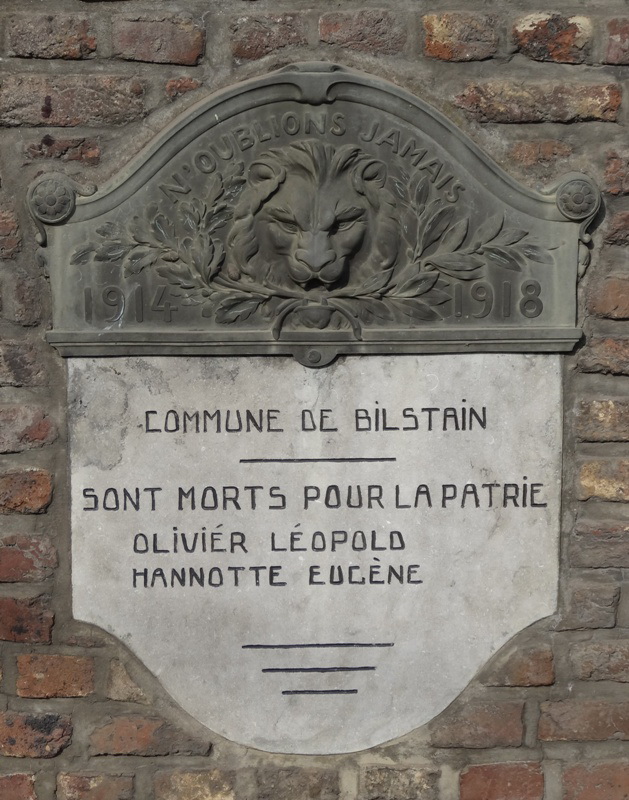 N'OUBLIONS JAMAIS
1914 1918
COMMUNE DE BILSTAIN
SONT MORTS POUR LA PATRIE
OLIVIÉR LÉOPOLD
HANNOTTE EUGÈNE